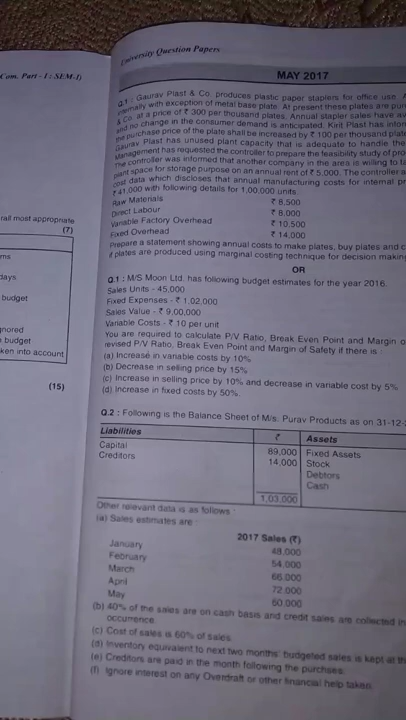 University Question Papers
Com. Part - I : SEM-I)
MAY 2017
Q.1 : Gaurav Plast & Co. produces plastic paper staplers for office use.
with exception of metal base plate. At present these plates are
& Co. at a price of ₹ 300 per thousand plates. Annual stapler sales have
and no change in the consumer demand is anticipated. Kirit Plast has
the purchase price of the plate shall be increased by ₹ 100 per thousand
Gaurav Plast has unused plant capacity that is adequate to handle the
Management has requested the controller to prepare the feasibility study of
The controller was informed that another company in the area is willing to
plant space for storage purpose on an annual rent of ₹ 5,000. The controller
cost data which discloses that annual manufacturing costs for internal
₹ 41,000 with following details for 1,00,000 units
Raw Materials ₹ 8,500
Direct Labour ₹ 8,000
Variable Factory Overhead ₹ 10,500
Fixed Overhead ₹ 14,000
Prepare a statement showing annual costs to make plates, buy plates and
if plates are produced using marginal costing technique for decision
OR
Q.1 : M/S Moon Ltd. has following budget estimates for the year 2016.
Sales Units - 45,000
Fixed Expenses - ₹ 1,02,000
Sales Value - ₹ 9,00,000
Variable Costs - ₹ 10 per unit
You are required to calculate P/V Ratio, Break Even Point and Margin
revised P/V Ratio, Break Even Point and Margin of Safety if there is
(a) Increase in variable costs by 10%
(b) Decrease in selling price by 15%
(c) Increase in selling price by 10% and decrease in variable cost by 5%
(d) Increase in fixed costs by 50%.
Q.2 : Following is the Balance Sheet of M/s. Purav Products as on 31-12-
Liabilities ₹ Assets
Capital 89,000 Fixed Assets
Creditors 14,000 Stock
Debtors
Cash
1,03,000
Other relevant data is as follows :
(a) Sales estimates are :
2017 Sales (₹)
January 48,000
February 54,000
March 66,000
April 72,000
May 60,000
(b) 40% of the sales are on cash basis and credit sales are collected
occurrence.
(c) Cost of sales is 60% of sales.
(d) Inventory equivalent to next two months' budgeted sales is kept at
(e) Creditors are paid in the month following the purchses.
(f) Ignore interest on any Overdraft or other financial help taken.
most appropriate
(7)
days
budget
budget
ken into account
(15)